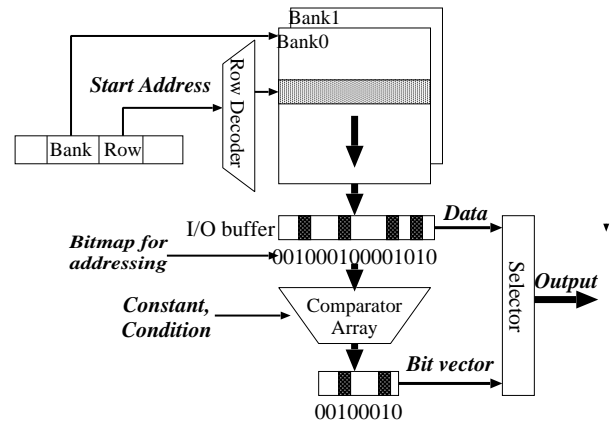 Bank1
Bank0
Start Address
Row Decoder
Bank Row
I/O buffer
Data
Bitmap for
addressing
001000100001010
Selector
Output
Constant,
Condition
Comparator
Array
Bit vector
00100010